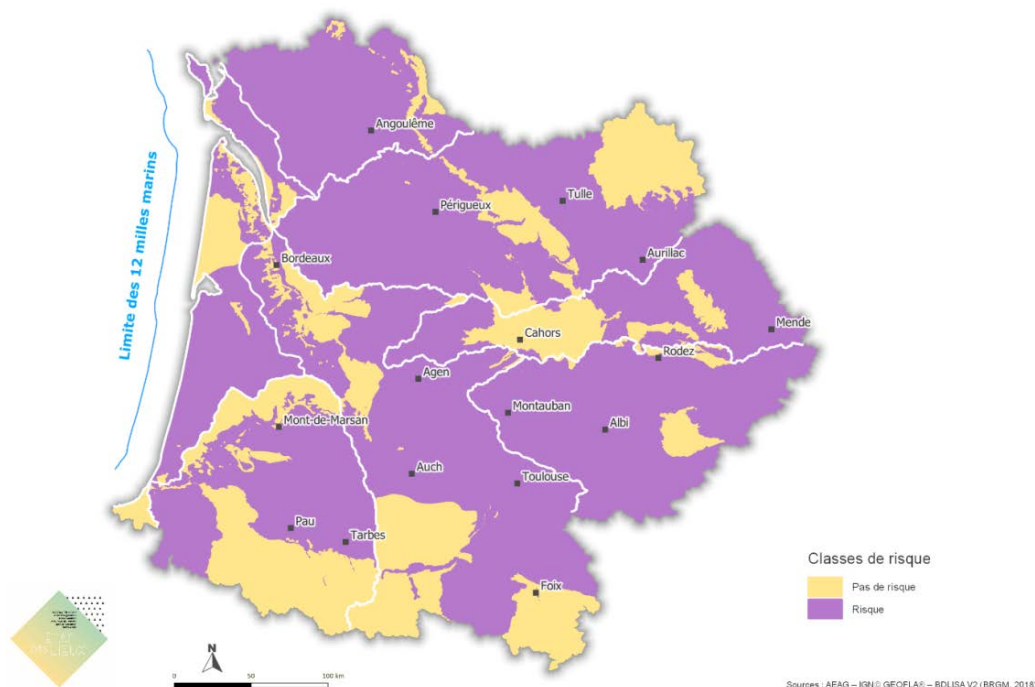 Limite des 12 milles marins
Angoulême
Périgueux
Tulle
Bordeaux
Aurillac
Mende
Cahors
Rodez
Agen
Montauban
Mont-de-Marsan
Albi
Auch
Toulouse
Pau
Tarbes
Foix
Classes de risque
Pas de risque
Risque
N
0 50 100 km
Sources : AEAG – IGN© GEOFLA® – BDLISA V2 (BRGM, 2018)